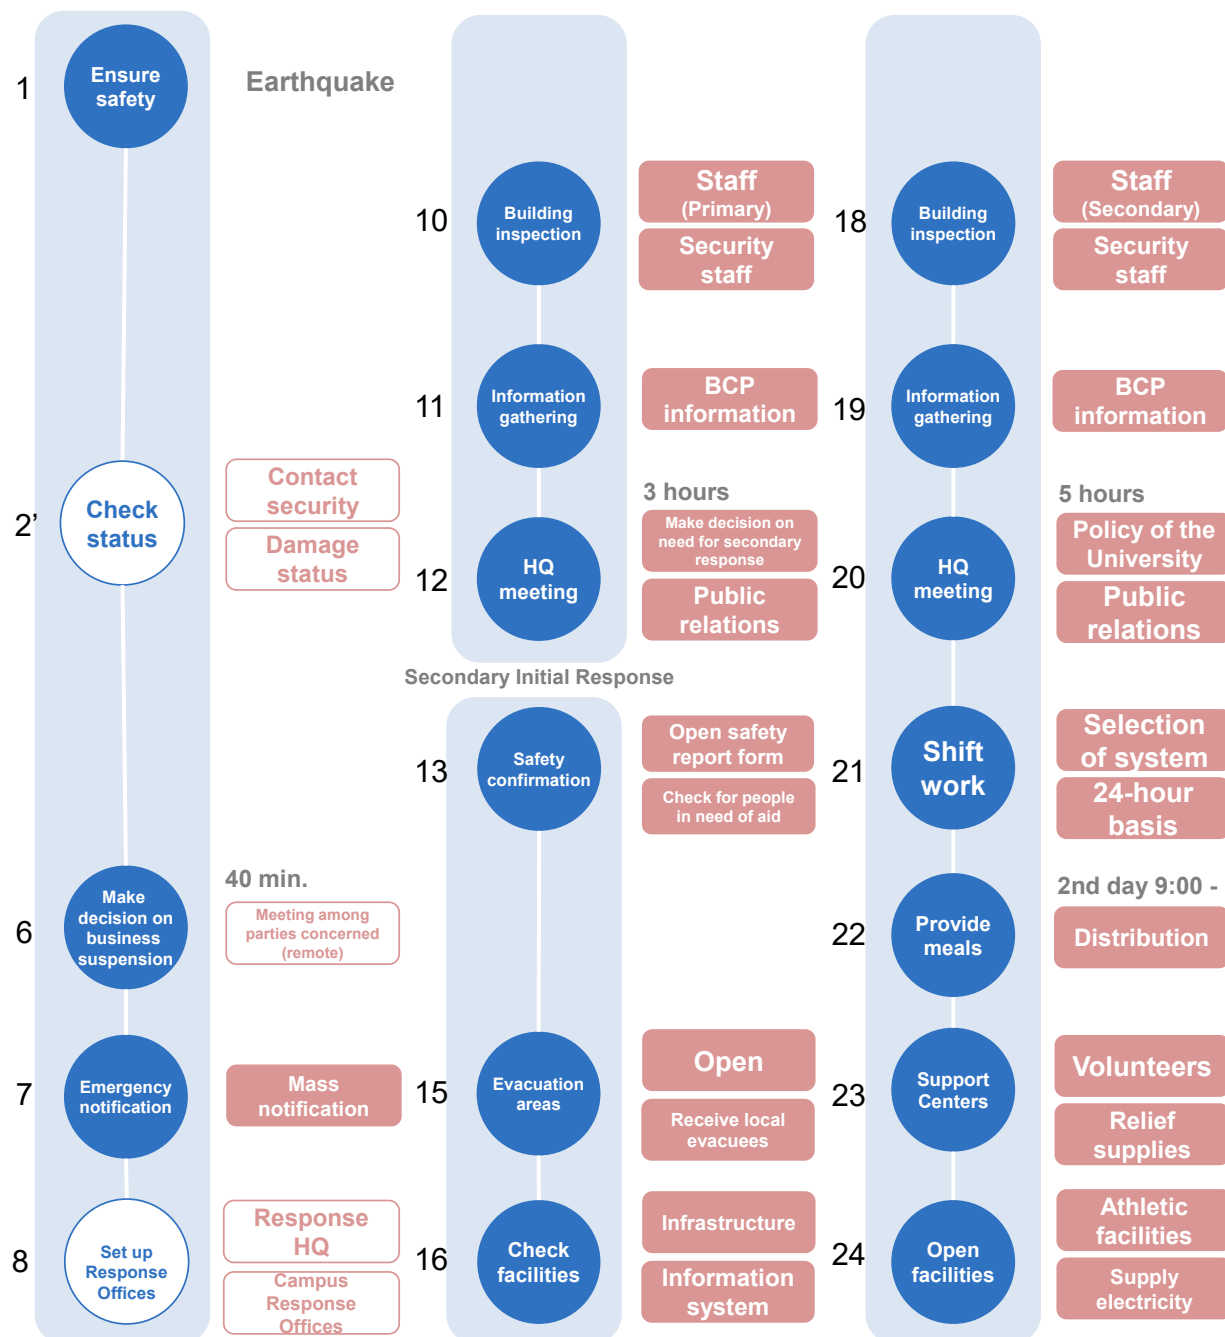 1
Ensure
safety
Earthquake
2’
Check
status
Contact
security
Damage
status
40 min.
6
Make
decision on
business
suspension
Meeting among
parties concerned
(remote)
7
Emergency
notification
Mass
notification
8
Set up
Response
Offices
Response
HQ
Campus
Response
Offices
10
Building
inspection
Staff
(Primary)
Security
staff
11
Information
gathering
BCP
information
3 hours
12
HQ
meeting
Make decision on
need for secondary
response
Public
relations
Secondary Initial Response
13
Safety
confirmation
Open safety
report form
Check for people
in need of aid
15
Evacuation
areas
Open
Receive local
evacuees
16
Check
facilities
Infrastructure
Information
system
18
Building
inspection
Staff
(Secondary)
Security
staff
19
Information
gathering
BCP
information
5 hours
20
HQ
meeting
Policy of the
University
Public
relations
21
Shift
work
Selection
of system
24-hour
basis
2nd day 9:00 -
22
Provide
meals
Distribution
23
Support
Centers
Volunteers
Relief
supplies
24
Open
facilities
Athletic
facilities
Supply
electricity